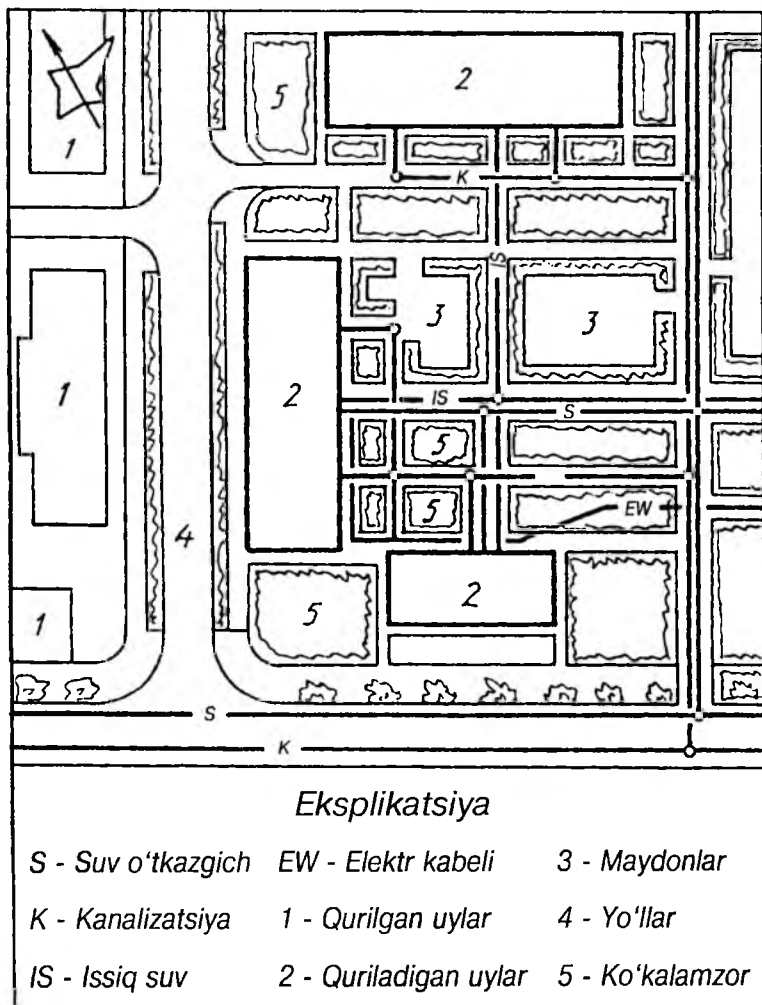 1
5
2
K
IS
3
3
1
2
IS
S
5
5
EW
4
1
5
2
S
K
Eksplikatsiya
S - Suv o‘tkazgich EW - Elektr kabeli 3 - Maydonlar
K - Kanalizatsiya 1 - Qurilgan uylar 4 - Yo'llar
IS - Issiq suv 2 - Quriladigan uylar 5 - Ko'kalamzor